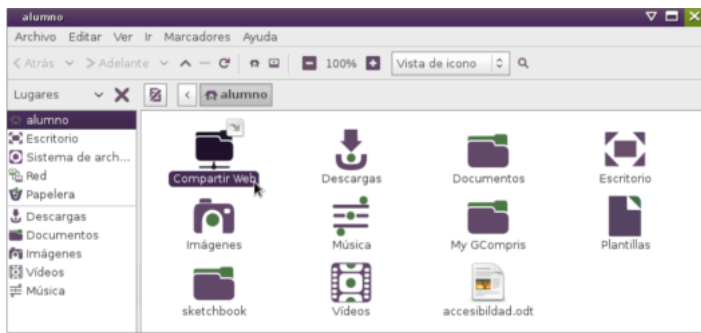 alumno
Archivo Editar Ver Ir Marcadores Ayuda
Atrás Adelante 100% Vista de icono
Lugares alumno
alumno
Escritorio
Sistema de arch...
Red
Papelera
Descargas
Documentos
Imágenes
Vídeos
Música
Compartir Web Descargas Documentos Escritorio
Imágenes Música My GCompris Plantillas
sketchbook Vídeos accesibildad.odt